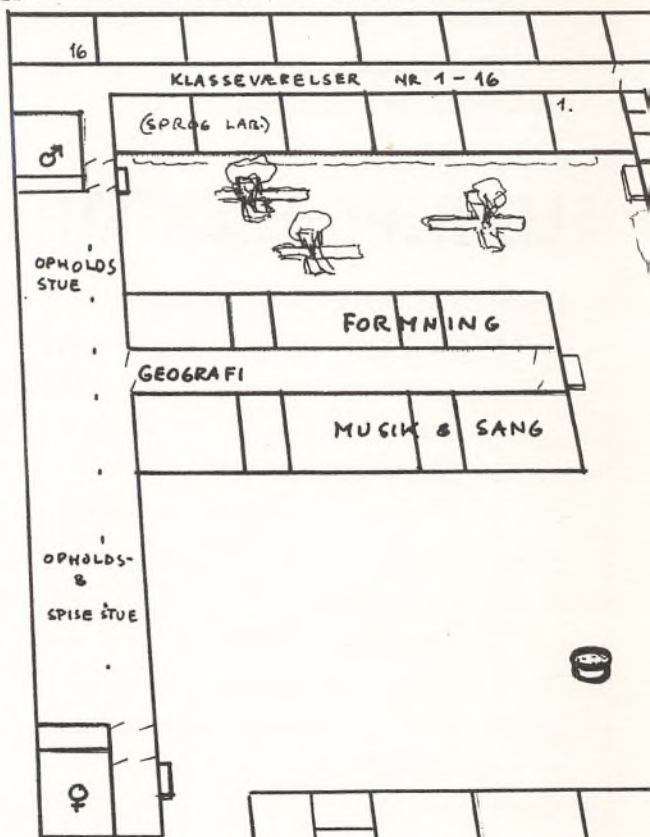 16
KLASSEVÆRELSER NR 1-16
(SPROG LAB.)
1.
♂
OPHOLDS
STUE
FORMNING
GEOGRAFI
MUSIK & SANG
OPHOLDS-
&
SPISE STUE
♀